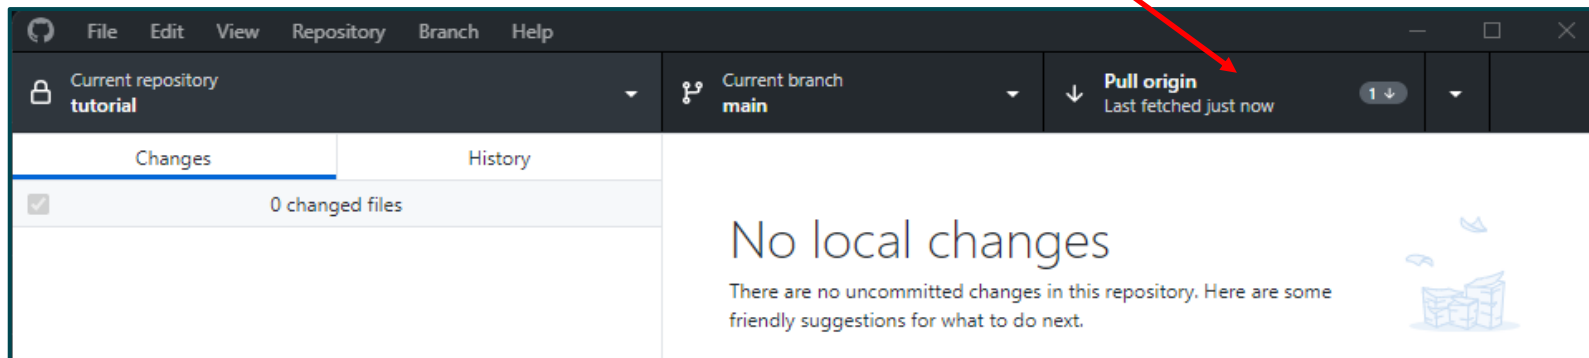 File Edit View Repository Branch Help
Current repository
tutorial
Current branch
main
Pull origin
Last fetched just now
1
Changes
History
0 changed files
No local changes
There are no uncommitted changes in this repository. Here are some
friendly suggestions for what to do next.